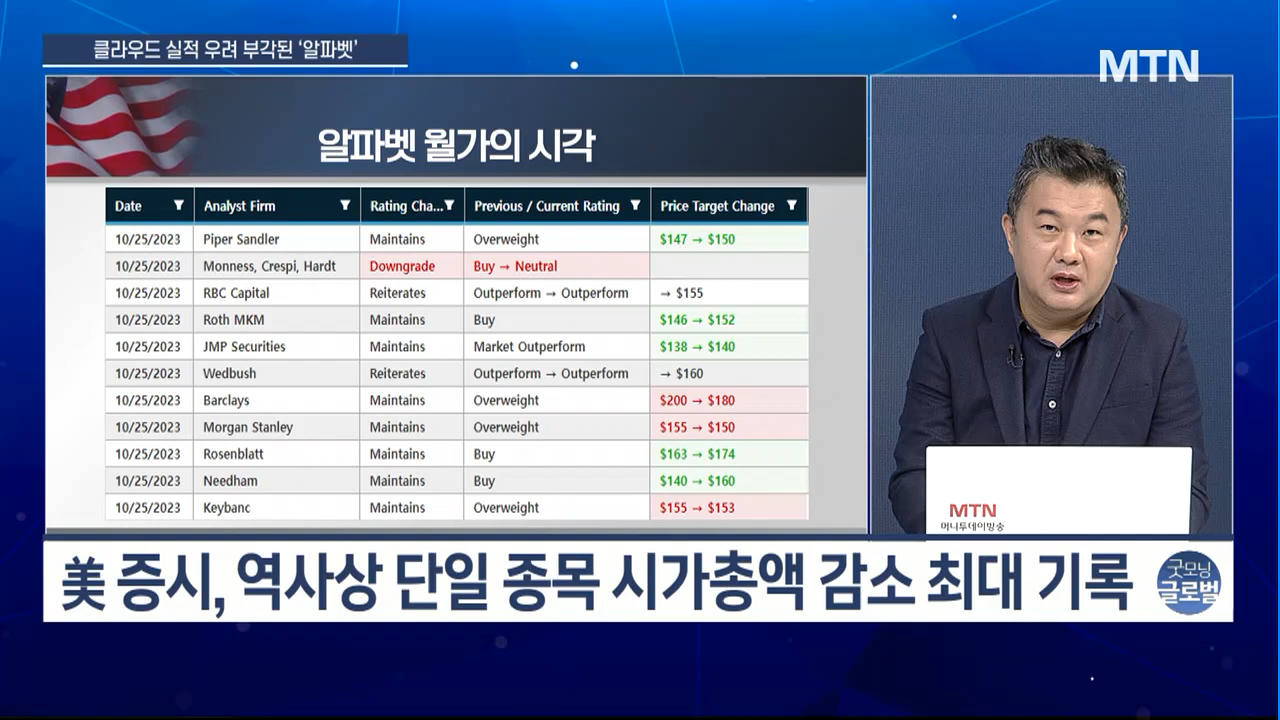 클라우드 실적 우려 부각된 ‘알파벳’
MTN
알파벳 월가의 시각
Date Analyst Firm Rating Cha... Previous / Current Rating Price Target Change
10/25/2023 Piper Sandler Maintains Overweight $147 → $150
10/25/2023 Monness, Crespi, Hardt Downgrade Buy → Neutral
10/25/2023 RBC Capital Reiterates Outperform → Outperform → $155
10/25/2023 Roth MKM Maintains Buy $146 → $152
10/25/2023 JMP Securities Maintains Market Outperform $138 → $140
10/25/2023 Wedbush Reiterates Outperform → Outperform → $160
10/25/2023 Barclays Maintains Overweight $200 → $180
10/25/2023 Morgan Stanley Maintains Overweight $155 → $150
10/25/2023 Rosenblatt Maintains Buy $163 → $174
10/25/2023 Needham Maintains Buy $140 → $160
10/25/2023 Keybanc Maintains Overweight $155 → $153
MTN
머니투데이방송
美 증시, 역사상 단일 종목 시가총액 감소 최대 기록
굿모닝
글로벌